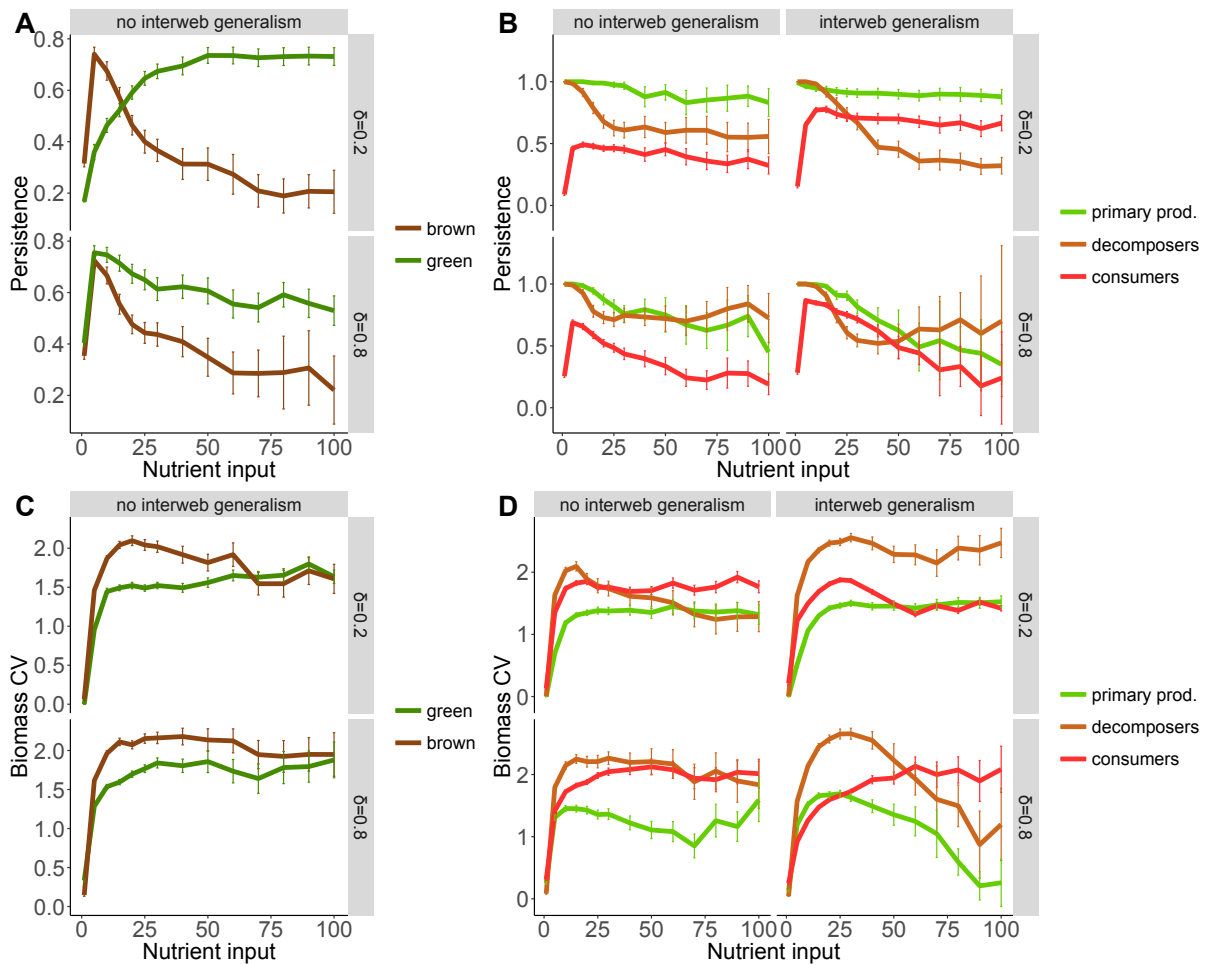 A
no interweb generalism
0.8
0.6
0.4
0.2
δ=0.2
0.8
0.6
0.4
0.2
δ=0.8
Persistence
Persistence
0 25 50 75 100
Nutrient input
brown
green
B
no interweb generalism
interweb generalism
1.0
0.5
0.0
δ=0.2
1.0
0.5
0.0
δ=0.8
Persistence
Persistence
0 25 50 75 100
0 25 50 75 100
Nutrient input
Nutrient input
primary prod.
decomposers
consumers
C
no interweb generalism
2.0
1.5
1.0
0.5
0.0
δ=0.2
2.0
1.5
1.0
0.5
0.0
δ=0.8
Biomass CV
0 25 50 75 100
Nutrient input
green
brown
D
no interweb generalism
interweb generalism
2
1
0
δ=0.2
2
1
0
δ=0.8
Biomass CV
0 25 50 75 100
0 25 50 75 100
Nutrient input
Nutrient input
primary prod.
decomposers
consumers